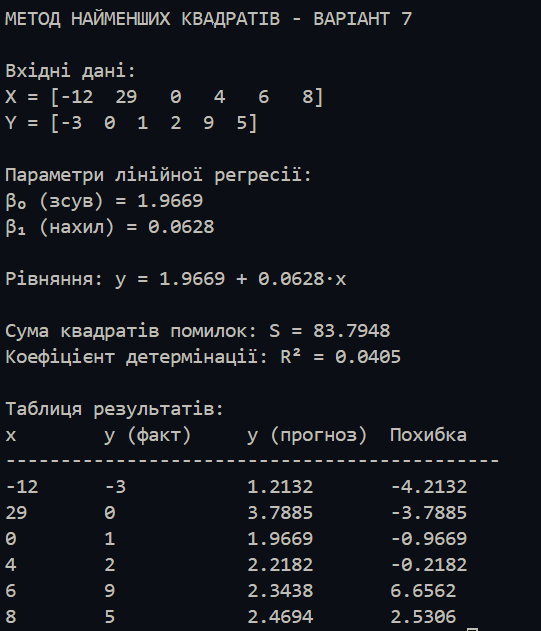 МЕТОД НАЙМЕНШИХ КВАДРАТІВ - ВАРІАНТ 7
Вхідні дані:
X = [-12  29   0   4   6   8]
Y = [-3  0  1  2  9  5]
Параметри лінійної регресії:
β₀ (зсув) = 1.9669
β₁ (нахил) = 0.0628
Рівняння: y = 1.9669 + 0.0628·x
Сума квадратів помилок: S = 83.7948
Коефіцієнт детермінації: R² = 0.0405
Таблиця результатів:
x        y (факт)     y (прогноз)  Похибка
---------------------------------------------
-12      -3           1.2132       -4.2132
29       0            3.7885       -3.7885
0        1            1.9669       -0.9669
4        2            2.2182       -0.2182
6        9            2.3438       6.6562
8        5            2.4694       2.5306